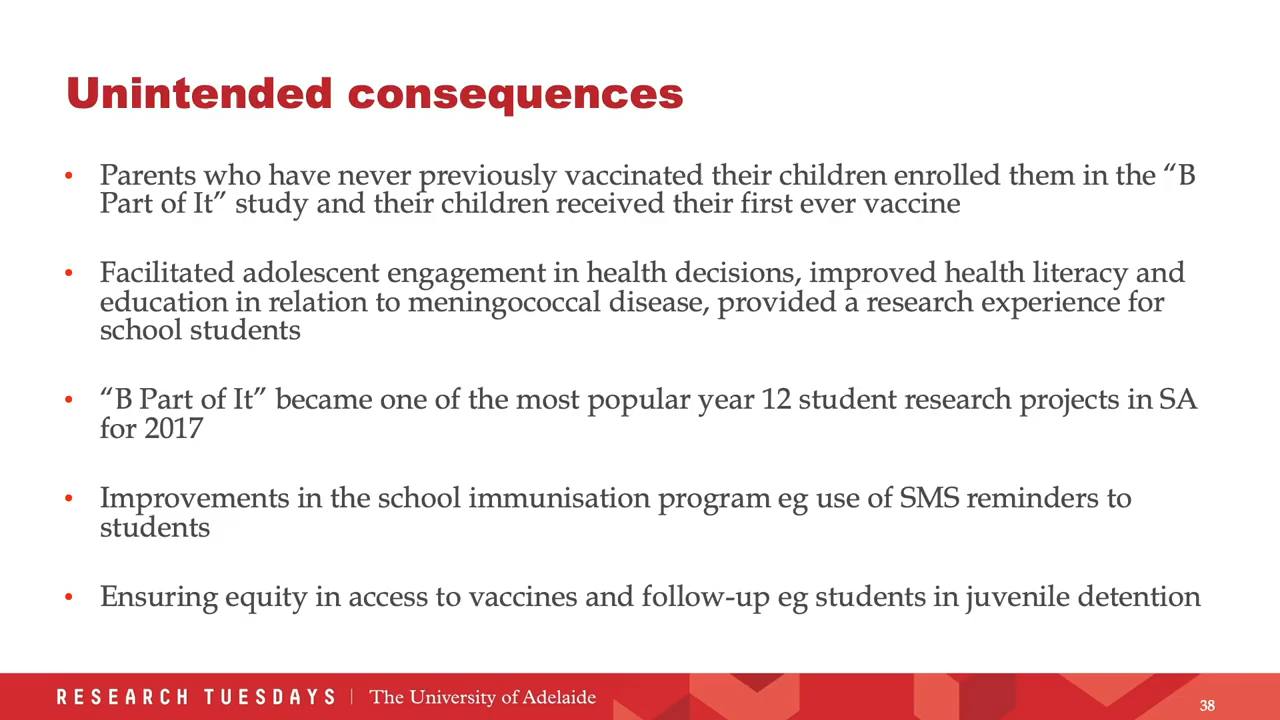 Unintended consequences
• Parents who have never previously vaccinated their children enrolled them in the “B
Part of It” study and their children received their first ever vaccine
• Facilitated adolescent engagement in health decisions, improved health literacy and
education in relation to meningococcal disease, provided a research experience for
school students
• “B Part of It” became one of the most popular year 12 student research projects in SA
for 2017
• Improvements in the school immunisation program eg use of SMS reminders to
students
• Ensuring equity in access to vaccines and follow-up eg students in juvenile detention
RESEARCH TUESDAYS | The University of Adelaide
38